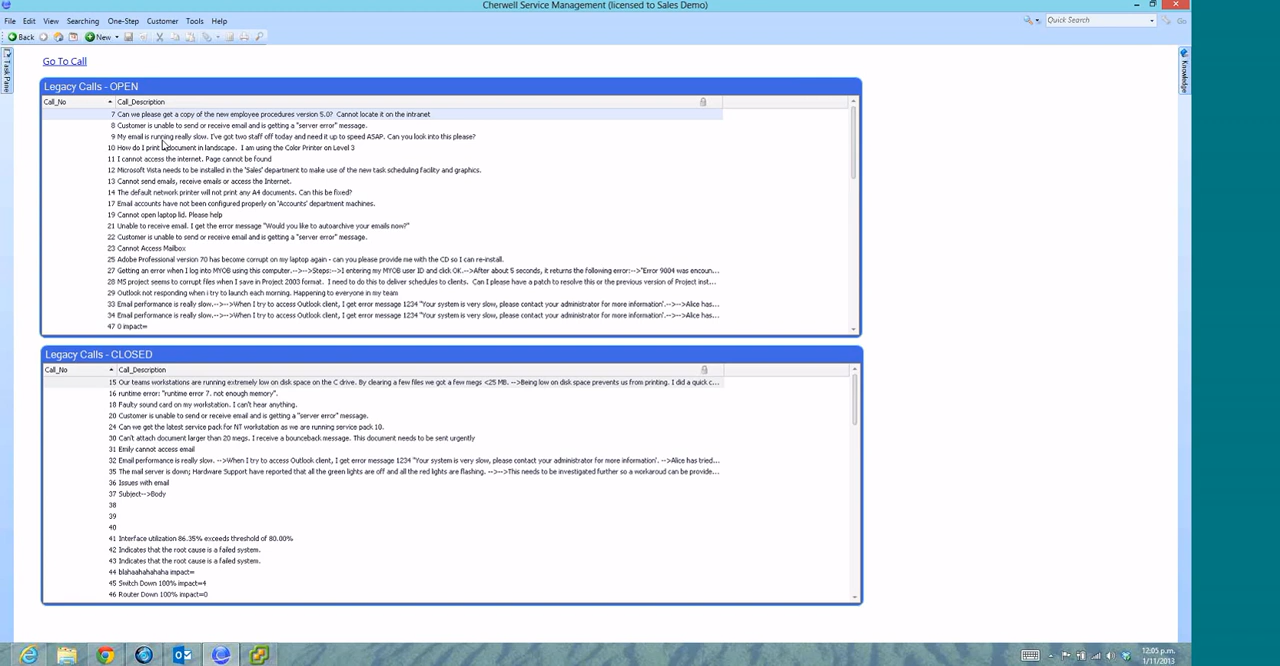 Cherwell Service Management (licensed to Sales Demo)
File Edit View Searching One-Step Customer Tools Help
Quick Search Go
Back New
Task Pane
Knowledge
Go To Call
Legacy Calls - OPEN
Call_No Call_Description
7 Can we please get a copy of the new employee procedures version 5.0? Cannot locate it on the intranet
8 Customer is unable to send or receive email and is getting a "server error" message.
9 My email is running really slow. I've got two staff off today and need it up to speed ASAP. Can you look into this please?
10 How do I print a document in landscape. I am using the Color Printer on Level 3
11 I cannot access the internet. Page cannot be found
12 Microsoft Vista needs to be installed in the 'Sales' department to make use of the new task scheduling facility and graphics.
13 Cannot send emails, receive emails or access the Internet.
14 The default network printer will not print any A4 documents. Can this be fixed?
17 Email accounts have not been configured properly on 'Accounts' department machines.
19 Cannot open laptop lid. Please help
21 Unable to receive email. I get the error message "Would you like to autoarchive your emails now?"
22 Customer is unable to send or receive email and is getting a "server error" message.
23 Cannot Access Mailbox
25 Adobe Professional version 70 has become corrupt on my laptop again - can you please provide me with the CD so I can re-install.
27 Getting an error when I log into MYOB using this computer.-->-->Steps:-->I entering my MYOB user ID and click OK.-->After about 5 seconds, it returns the following error:-->"Error 9004 was encoun...
28 MS project seems to corrupt files when I save in Project 2003 format. I need to do this to deliver schedules to clients. Can I please have a patch to resolve this or the previous version of Project inst...
29 Outlook not responding when i try to launch each morning. Happening to everyone in my team
33 Email performance is really slow.-->-->When I try to access Outlook client, I get error message 1234 "Your system is very slow, please contact your administrator for more information'.-->-->Alice has...
34 Email performance is really slow.-->-->When I try to access Outlook client, I get error message 1234 "Your system is very slow, please contact your administrator for more information'.-->-->Alice has...
47 0 impact=
Legacy Calls - CLOSED
Call_No Call_Description
15 Our teams workstations are running extremely low on disk space on the C drive. By clearing a few files we got a few megs <25 MB. -->Being low on disk space prevents us from printing. I did a quick c...
16 runtime error: "runtime error 7. not enough memory".
18 Faulty sound card on my workstation. I can't hear anything.
20 Customer is unable to send or receive email and is getting a "server error" message.
24 Can we get the latest service pack for NT workstation as we are running service pack 10.
30 Can't attach document larger than 20 megs. I receive a bounceback message. This document needs to be sent urgently
31 Emily cannot access email
32 Email performance is really slow. -->When I try to access Outlook client, I get error message 1234 "Your system is very slow, please contact your administrator for more information'. -->Alice has tried...
35 The mail server is down; Hardware Support have reported that all the green lights are off and all the red lights are flashing. -->-->This needs to be investigated further so a workaroud can be provide...
36 Issues with email
37 Subject-->Body
38
39
40
41 Interface utilization 86.35% exceeds threshold of 80.00%
42 Indicates that the root cause is a failed system.
43 Indicates that the root cause is a failed system.
44 blahaahahahaha impact=
45 Switch Down 100% impact=4
46 Router Down 100% impact=0
12:05 p.m.
1/11/2013